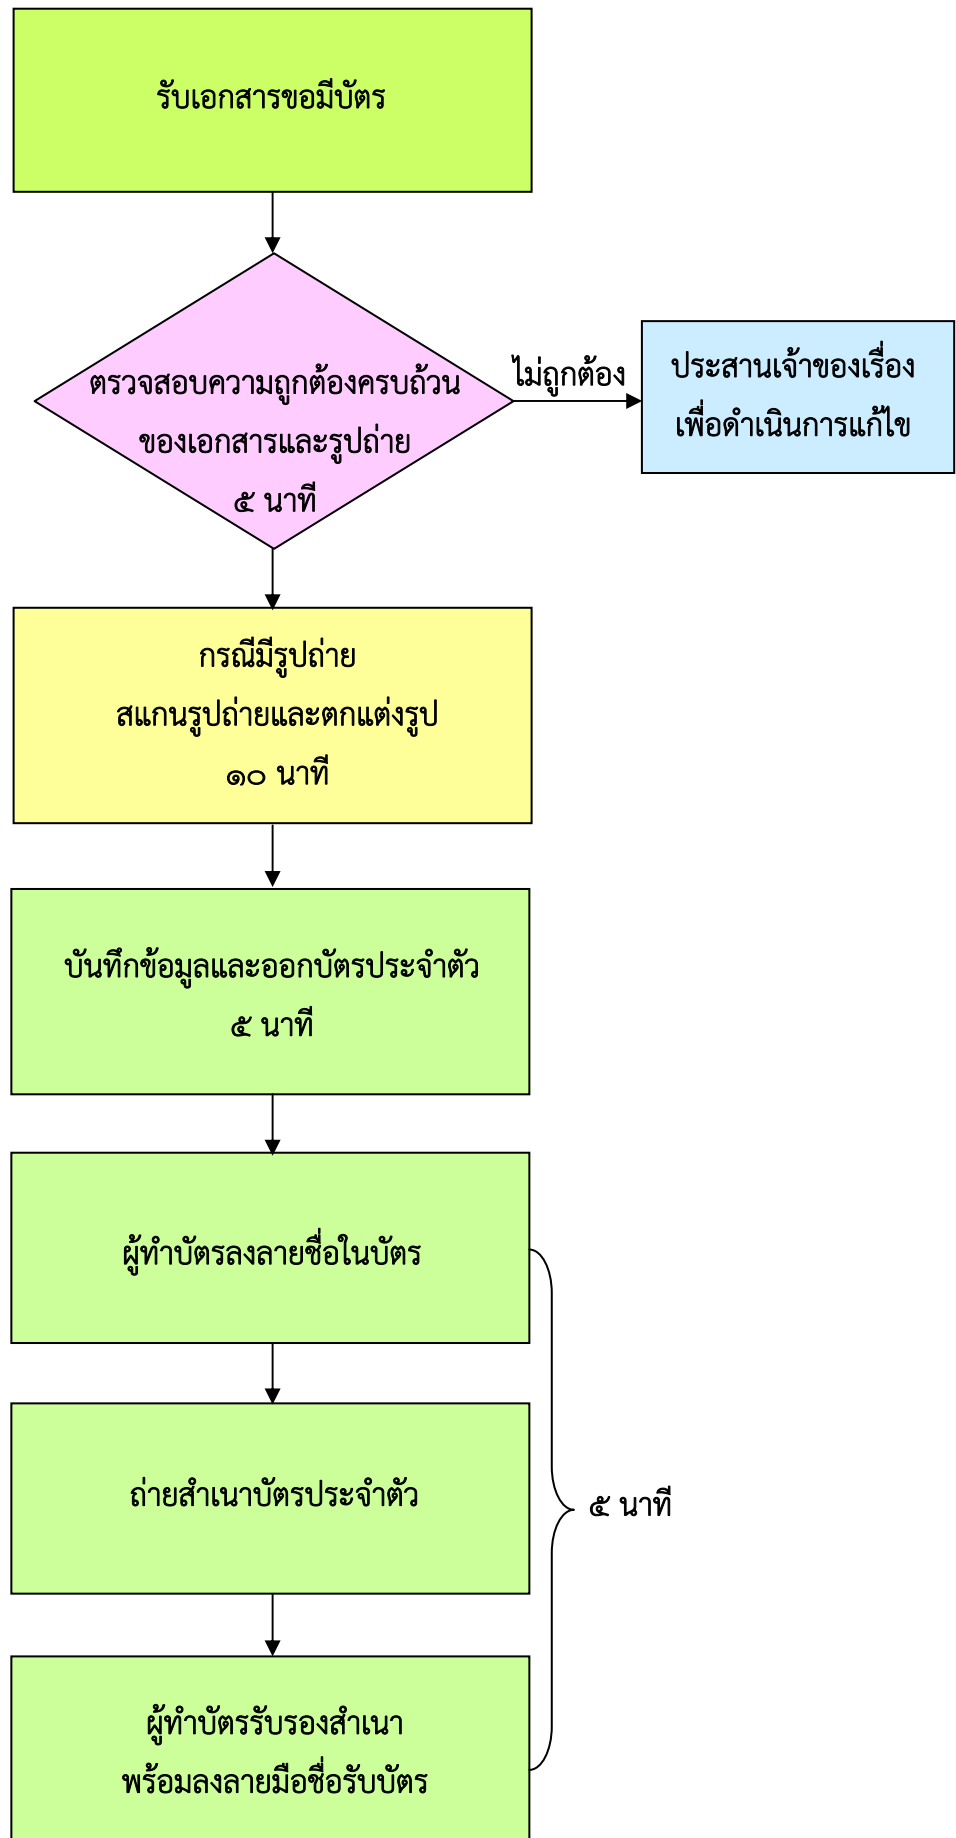 รับเอกสารขอมีบัตร
ตรวจสอบความถูกต้องครบถ้วน
ของเอกสารและรูปถ่าย
๕ นาที
ไม่ถูกต้อง
ประสานเจ้าของเรื่อง
เพื่อดำเนินการแก้ไข
กรณีมีรูปถ่าย
สแกนรูปถ่ายและตกแต่งรูป
๑๐ นาที
บันทึกข้อมูลและออกบัตรประจำตัว
๕ นาที
ผู้ทำบัตรลงลายชื่อในบัตร
ถ่ายสำเนาบัตรประจำตัว
๕ นาที
ผู้ทำบัตรรับรองสำเนา
พร้อมลงลายมือชื่อรับบัตร